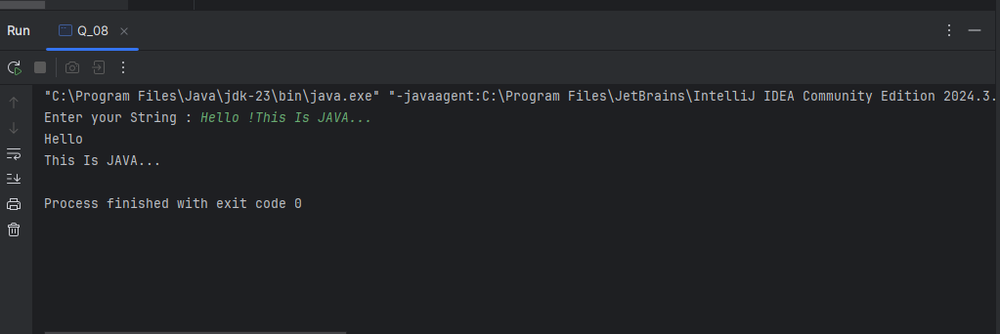 Run Q_08
"C:\Program Files\Java\jdk-23\bin\java.exe" "-javaagent:C:\Program Files\JetBrains\IntelliJ IDEA Community Edition 2024.3.
Enter your String : Hello !This Is JAVA...
Hello
This Is JAVA...
Process finished with exit code 0